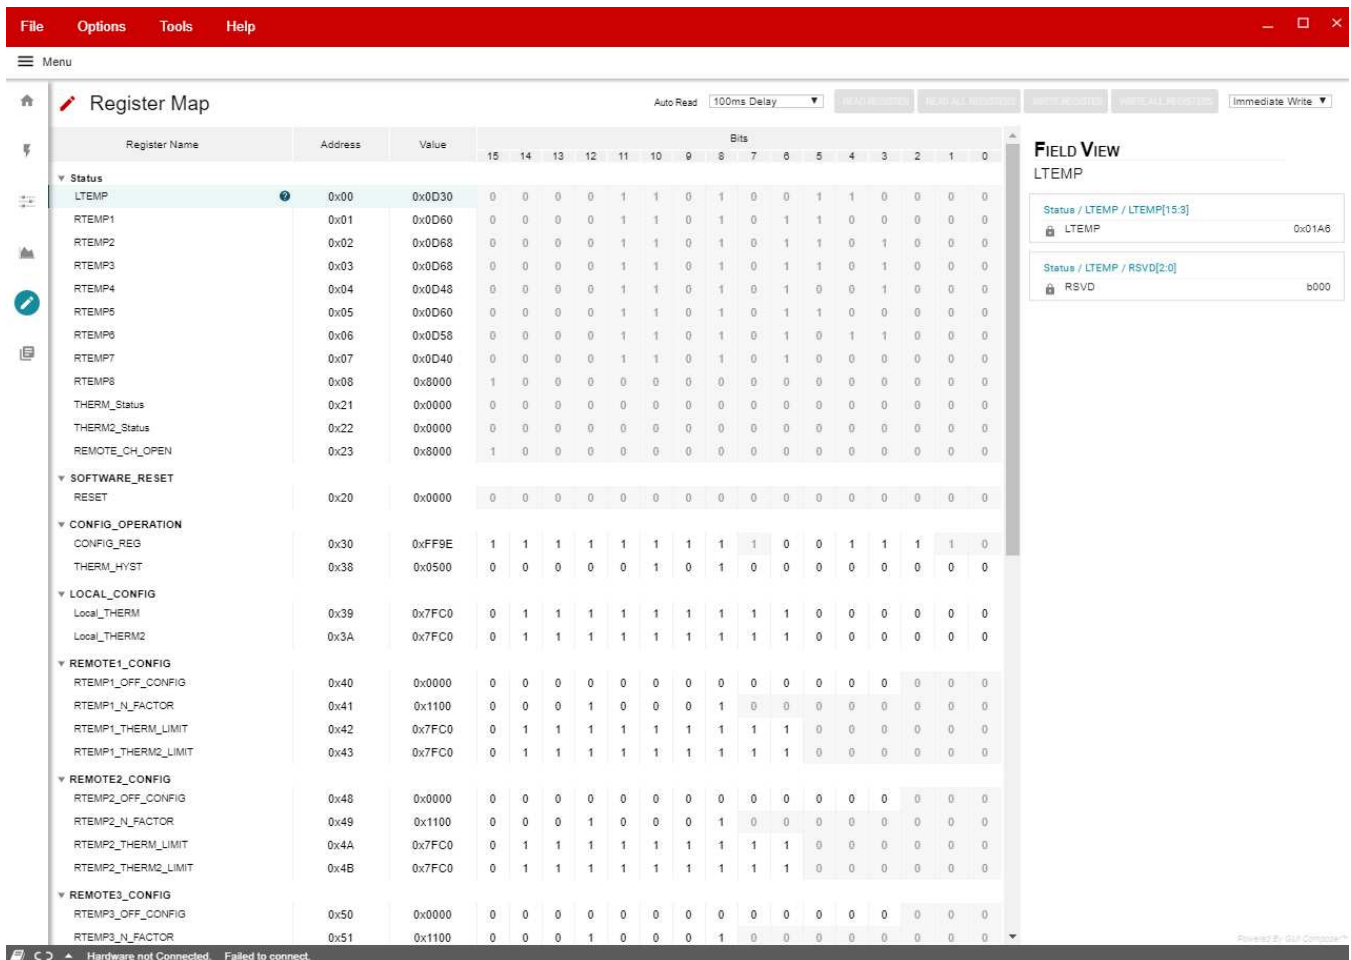 File Options Tools Help
Menu
Register Map Auto Read 100ms Delay READ REGISTER READ ALL REGISTERS WRITE REGISTER WRITE ALL REGISTERS Immediate Write
Register Name Address Value Bits
15 14 13 12 11 10 9 8 7 6 5 4 3 2 1 0
Status
LTEMP 0x00 0x0D30 0 0 0 0 1 1 0 1 0 0 1 1 0 0 0 0
RTEMP1 0x01 0x0D60 0 0 0 0 1 1 0 1 0 1 1 0 0 0 0 0
RTEMP2 0x02 0x0D68 0 0 0 0 1 1 0 1 0 1 1 0 1 0 0 0
RTEMP3 0x03 0x0D68 0 0 0 0 1 1 0 1 0 1 1 0 1 0 0 0
RTEMP4 0x04 0x0D48 0 0 0 0 1 1 0 1 0 1 0 0 1 0 0 0
RTEMP5 0x05 0x0D60 0 0 0 0 1 1 0 1 0 1 1 0 0 0 0 0
RTEMP6 0x06 0x0D58 0 0 0 0 1 1 0 1 0 1 0 1 1 0 0 0
RTEMP7 0x07 0x0D40 0 0 0 0 1 1 0 1 0 1 0 0 0 0 0 0
RTEMP8 0x08 0x8000 1 0 0 0 0 0 0 0 0 0 0 0 0 0 0 0
THERM_Status 0x21 0x0000 0 0 0 0 0 0 0 0 0 0 0 0 0 0 0 0
THERM2_Status 0x22 0x0000 0 0 0 0 0 0 0 0 0 0 0 0 0 0 0 0
REMOTE_CH_OPEN 0x23 0x8000 1 0 0 0 0 0 0 0 0 0 0 0 0 0 0 0
SOFTWARE_RESET
RESET 0x20 0x0000 0 0 0 0 0 0 0 0 0 0 0 0 0 0 0 0
CONFIG_OPERATION
CONFIG_REG 0x30 0xFF9E 1 1 1 1 1 1 1 1 1 0 0 1 1 1 1 0
THERM_HYST 0x38 0x0500 0 0 0 0 0 1 0 1 0 0 0 0 0 0 0 0
LOCAL_CONFIG
Local_THERM 0x39 0x7FC0 0 1 1 1 1 1 1 1 1 1 0 0 0 0 0 0
Local_THERM2 0x3A 0x7FC0 0 1 1 1 1 1 1 1 1 1 0 0 0 0 0 0
REMOTE1_CONFIG
RTEMP1_OFF_CONFIG 0x40 0x0000 0 0 0 0 0 0 0 0 0 0 0 0 0 0 0 0
RTEMP1_N_FACTOR 0x41 0x1100 0 0 0 1 0 0 0 1 0 0 0 0 0 0 0 0
RTEMP1_THERM_LIMIT 0x42 0x7FC0 0 1 1 1 1 1 1 1 1 1 0 0 0 0 0 0
RTEMP1_THERM2_LIMIT 0x43 0x7FC0 0 1 1 1 1 1 1 1 1 1 0 0 0 0 0 0
REMOTE2_CONFIG
RTEMP2_OFF_CONFIG 0x48 0x0000 0 0 0 0 0 0 0 0 0 0 0 0 0 0 0 0
RTEMP2_N_FACTOR 0x49 0x1100 0 0 0 1 0 0 0 1 0 0 0 0 0 0 0 0
RTEMP2_THERM_LIMIT 0x4A 0x7FC0 0 1 1 1 1 1 1 1 1 1 0 0 0 0 0 0
RTEMP2_THERM2_LIMIT 0x4B 0x7FC0 0 1 1 1 1 1 1 1 1 1 0 0 0 0 0 0
REMOTE3_CONFIG
RTEMP3_OFF_CONFIG 0x50 0x0000 0 0 0 0 0 0 0 0 0 0 0 0 0 0 0 0
RTEMP3_N_FACTOR 0x51 0x1100 0 0 0 1 0 0 0 1 0 0 0 0 0 0 0 0
FIELD VIEW
LTEMP
Status / LTEMP / LTEMP[15:3]
LTEMP 0x01A6
Status / LTEMP / RSVD[2:0]
RSVD b000
Powered By GUI Composer™
Hardware not Connected. Failed to connect.